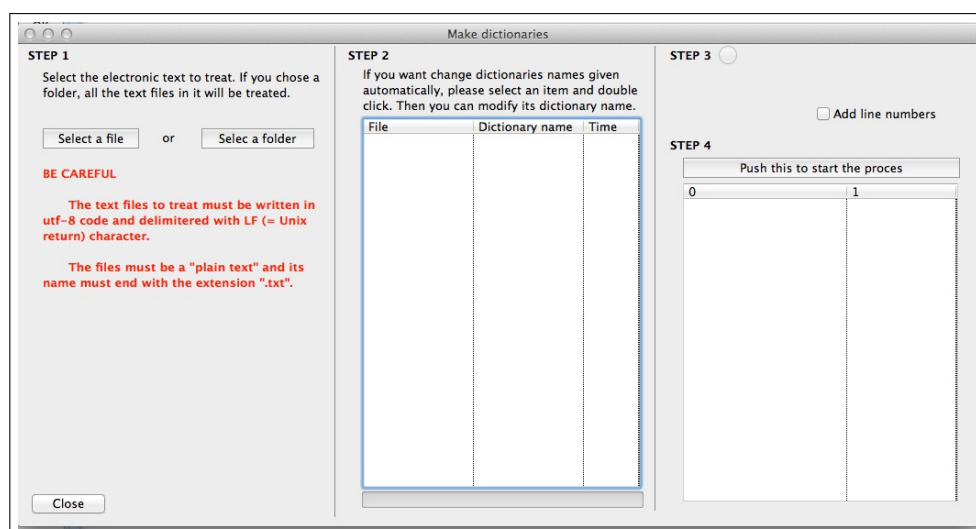 Make dictionaries
STEP 1
Select the electronic text to treat. If you chose a
folder, all the text files in it will be treated.
Select a file
or
Selec a folder
BE CAREFUL
The text files to treat must be written in
utf-8 code and delimitered with LF (= Unix
return) character.
The files must be a "plain text" and its
name must end with the extension ".txt".
Close
STEP 2
If you want change dictionaries names given
automatically, please select an item and double
click. Then you can modify its dictionary name.
File Dictionary name Time
STEP 3
Add line numbers
STEP 4
Push this to start the proces
0 1